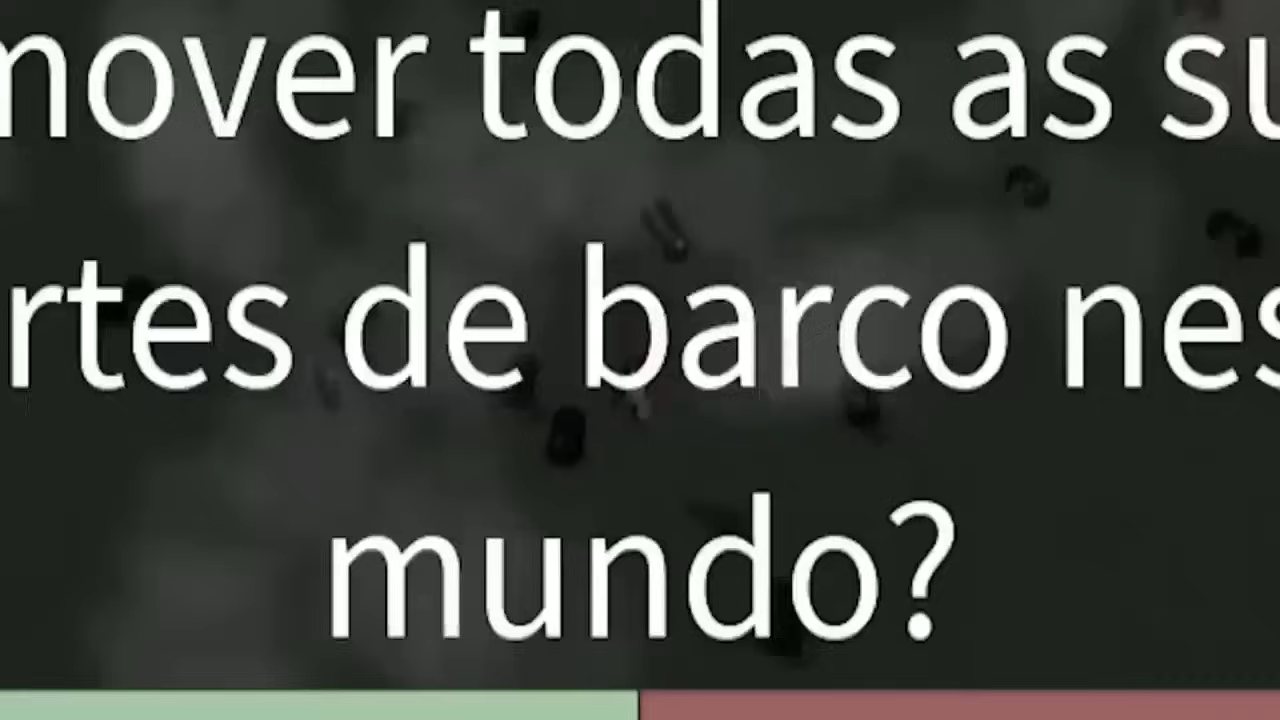 mover todas as su
rtes de barco nes
mundo?